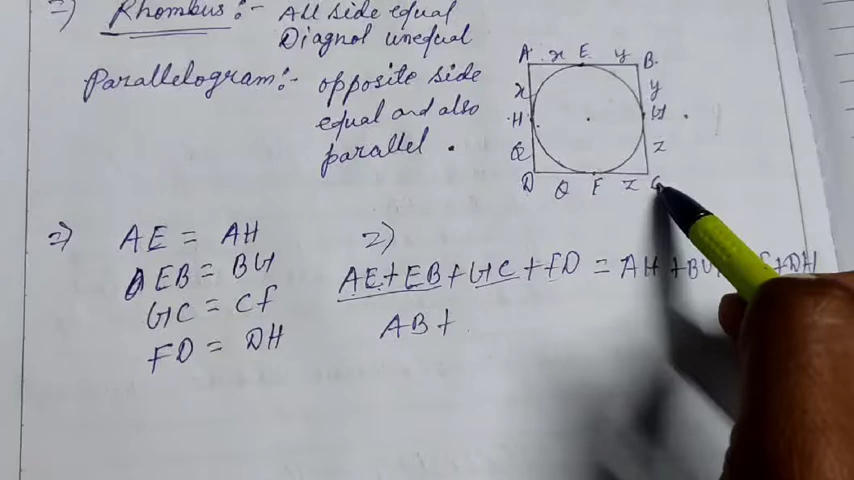 =) Rhombus :- All side equal
Diagnol unequal
Parallelogram :- opposite side
equal and also
parallel .
A x E y B
x y
H G
Q z
D Q F z C
=) AE = AH
EB = BG
GC = CF
FD = DH
2)
AE + EB + GC + FD = AH + BG + DH
AB +